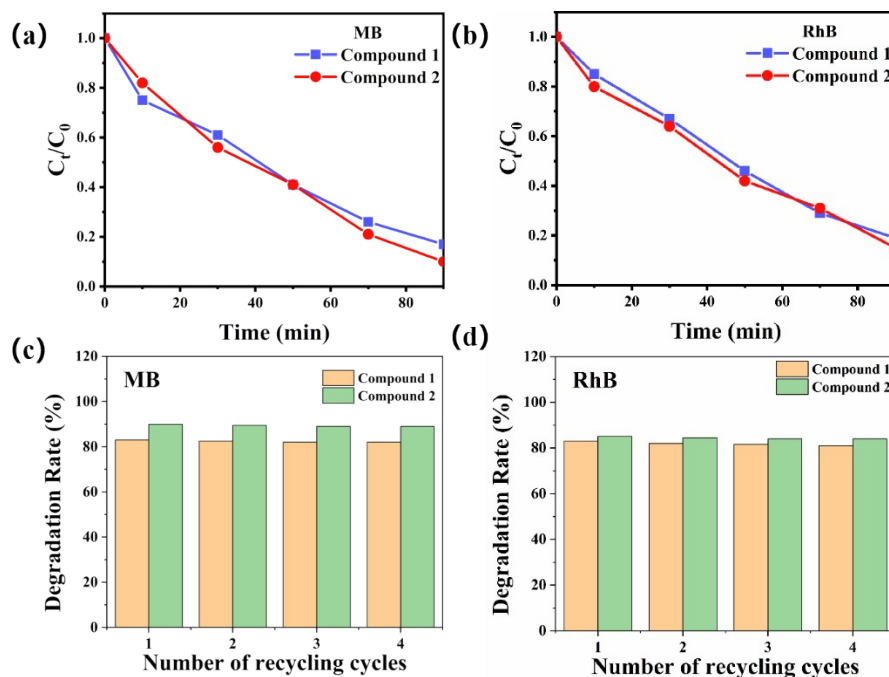 (a)
MB
Compound 1
Compound 2
1.0
0.8
0.6
0.4
0.2
0.0
Ct/C0
0 20 40 60 80
Time (min)
(b)
RhB
Compound 1
Compound 2
1.0
0.8
0.6
0.4
0.2
0.0
Ct/C0
0 20 40 60 80
Time (min)
(c)
MB
Compound 1
Compound 2
120
100
80
60
40
20
0
Degradation Rate (%)
1 2 3 4
Number of recycling cycles
(d)
RhB
Compound 1
Compound 2
120
100
80
60
40
20
0
Degradation Rate (%)
1 2 3 4
Number of recycling cycles